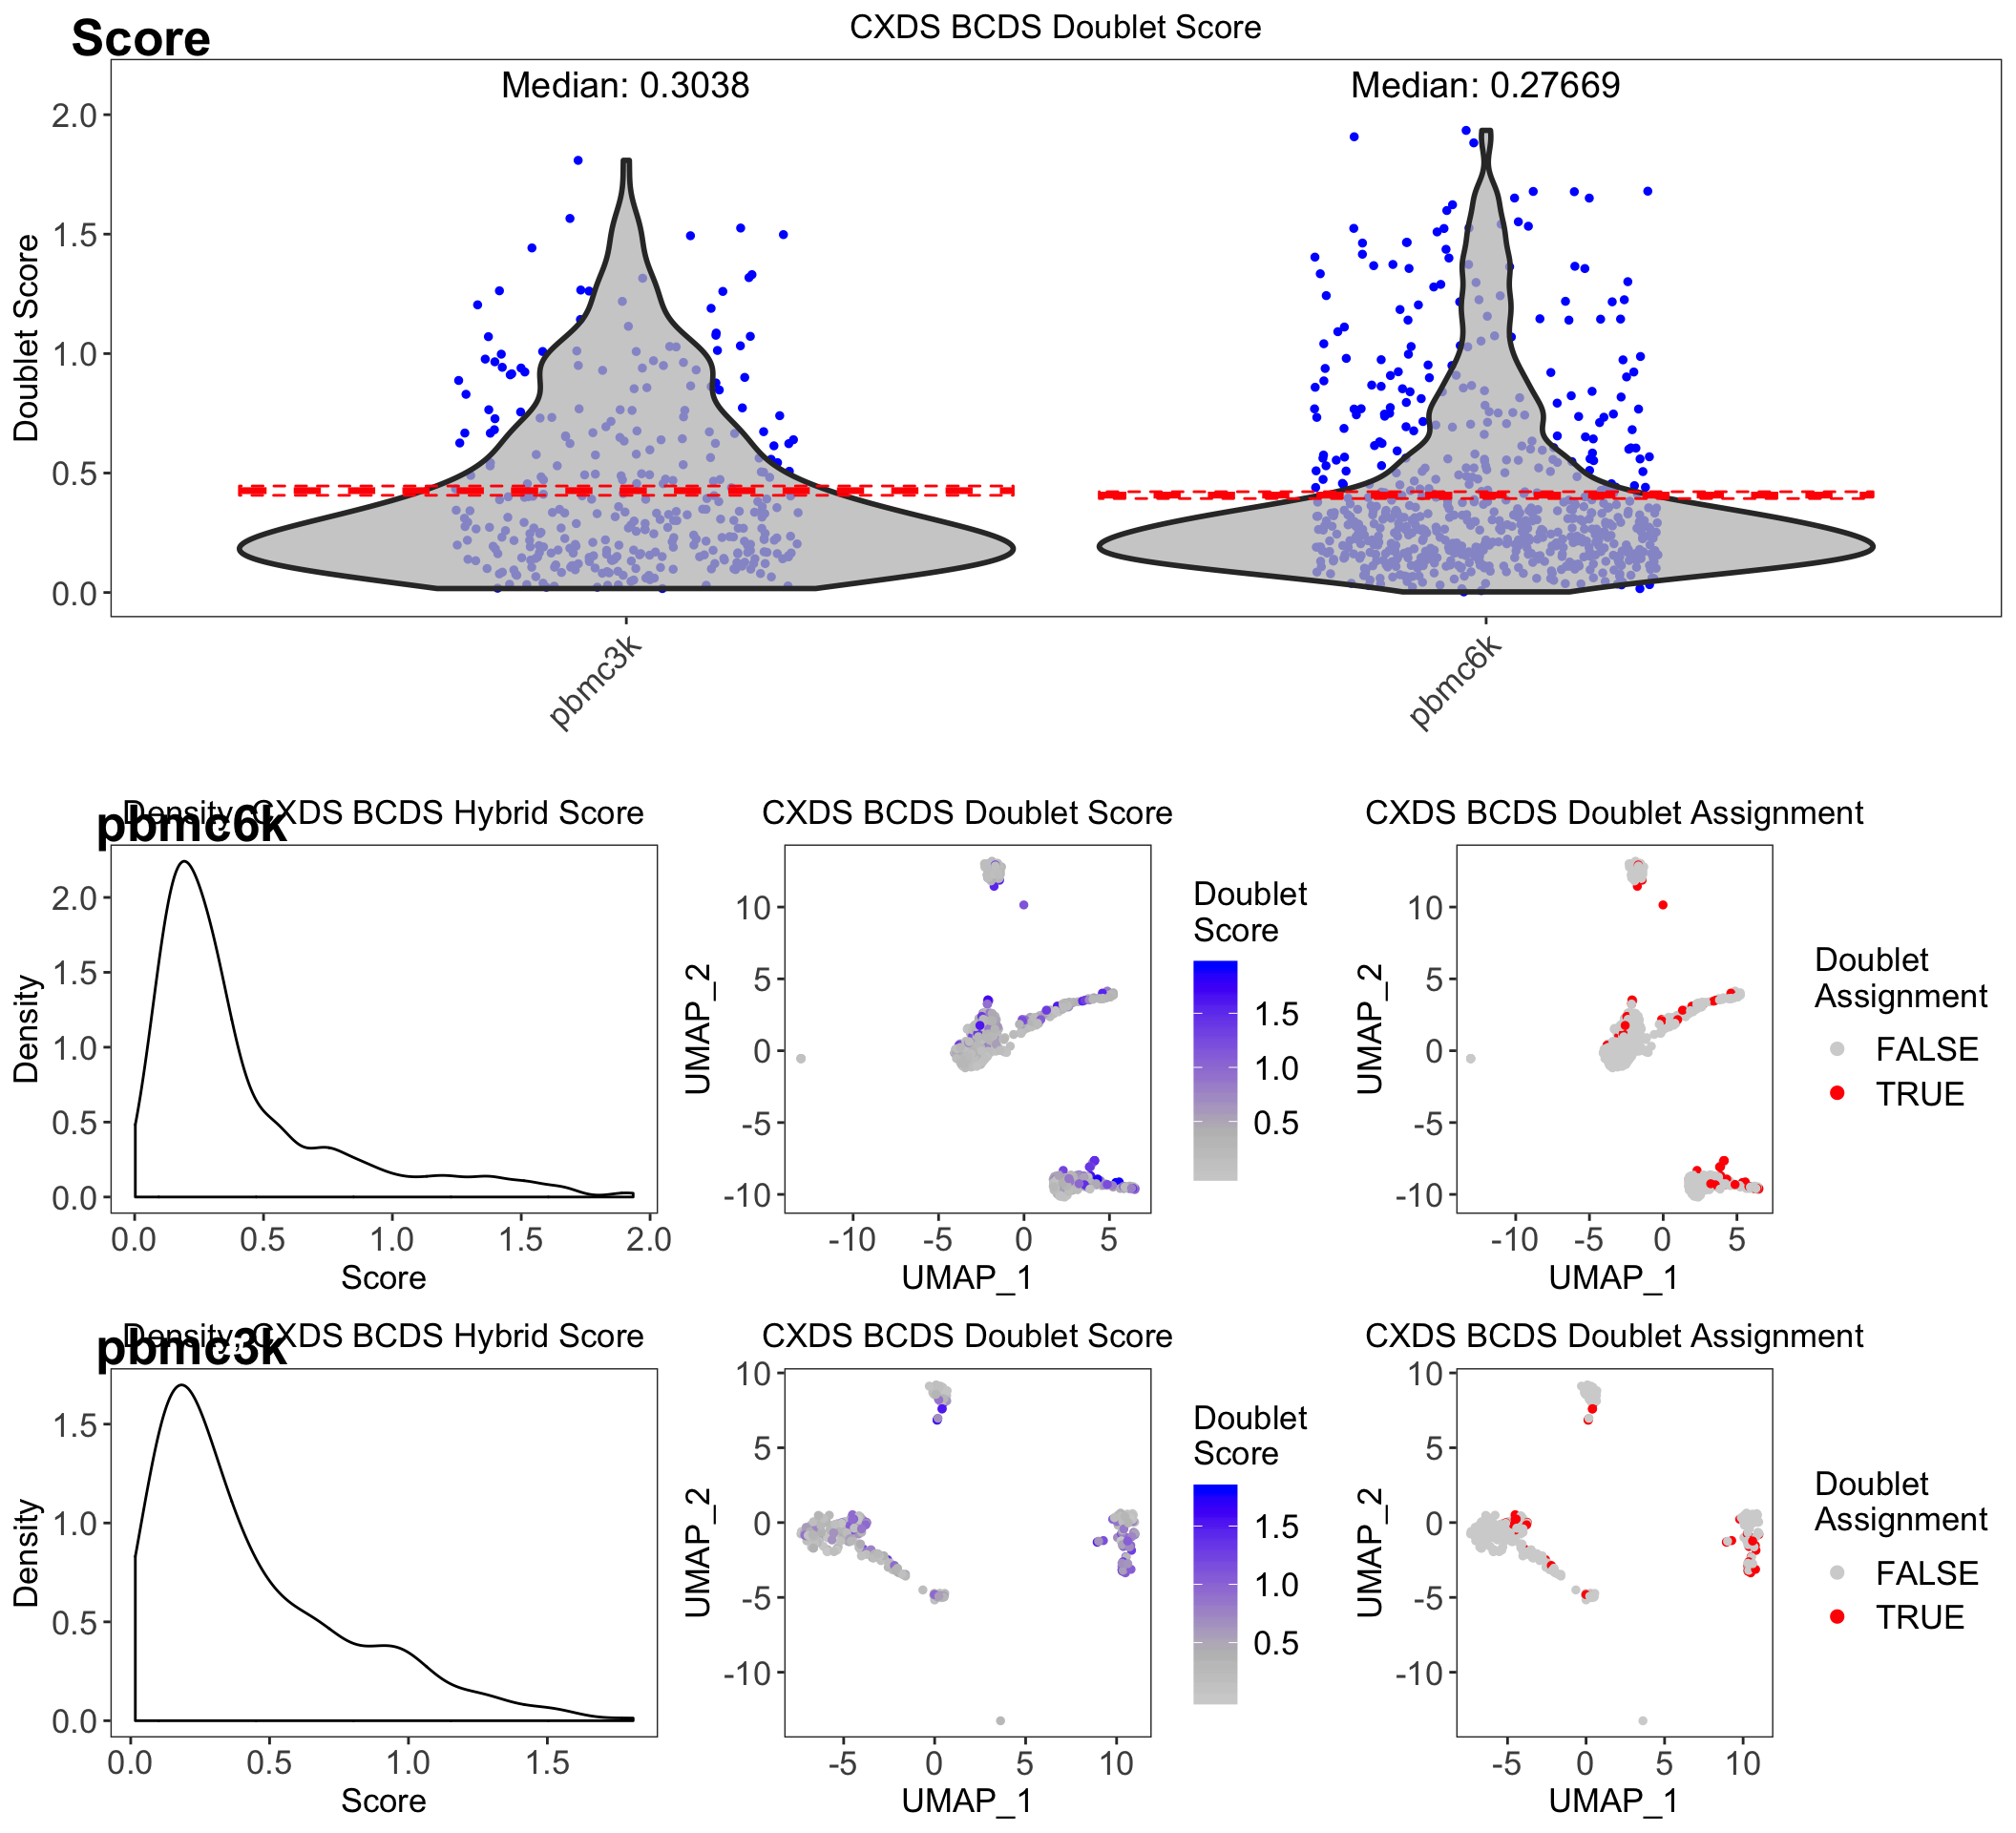 Score
CXDS BCDS Doublet Score
Median: 0.3038
Median: 0.27669
Doublet Score
2.0
1.5
1.0
0.5
0.0
pbmc3k
pbmc6k
pbmc6k
Density, CXDS BCDS Hybrid Score
Density
2.0
1.5
1.0
0.5
0.0
0.0 0.5 1.0 1.5 2.0
Score
CXDS BCDS Doublet Score
UMAP_2
10
5
0
-5
-10
-10 -5 0 5
UMAP_1
Doublet
Score
1.5
1.0
0.5
CXDS BCDS Doublet Assignment
UMAP_2
10
5
0
-5
-10
-10 -5 0 5
UMAP_1
Doublet
Assignment
FALSE
TRUE
pbmc3k
Density, CXDS BCDS Hybrid Score
Density
1.5
1.0
0.5
0.0
0.0 0.5 1.0 1.5
Score
CXDS BCDS Doublet Score
UMAP_2
10
5
0
-5
-10
-5 0 5 10
UMAP_1
Doublet
Score
1.5
1.0
0.5
CXDS BCDS Doublet Assignment
UMAP_2
10
5
0
-5
-10
-5 0 5 10
UMAP_1
Doublet
Assignment
FALSE
TRUE